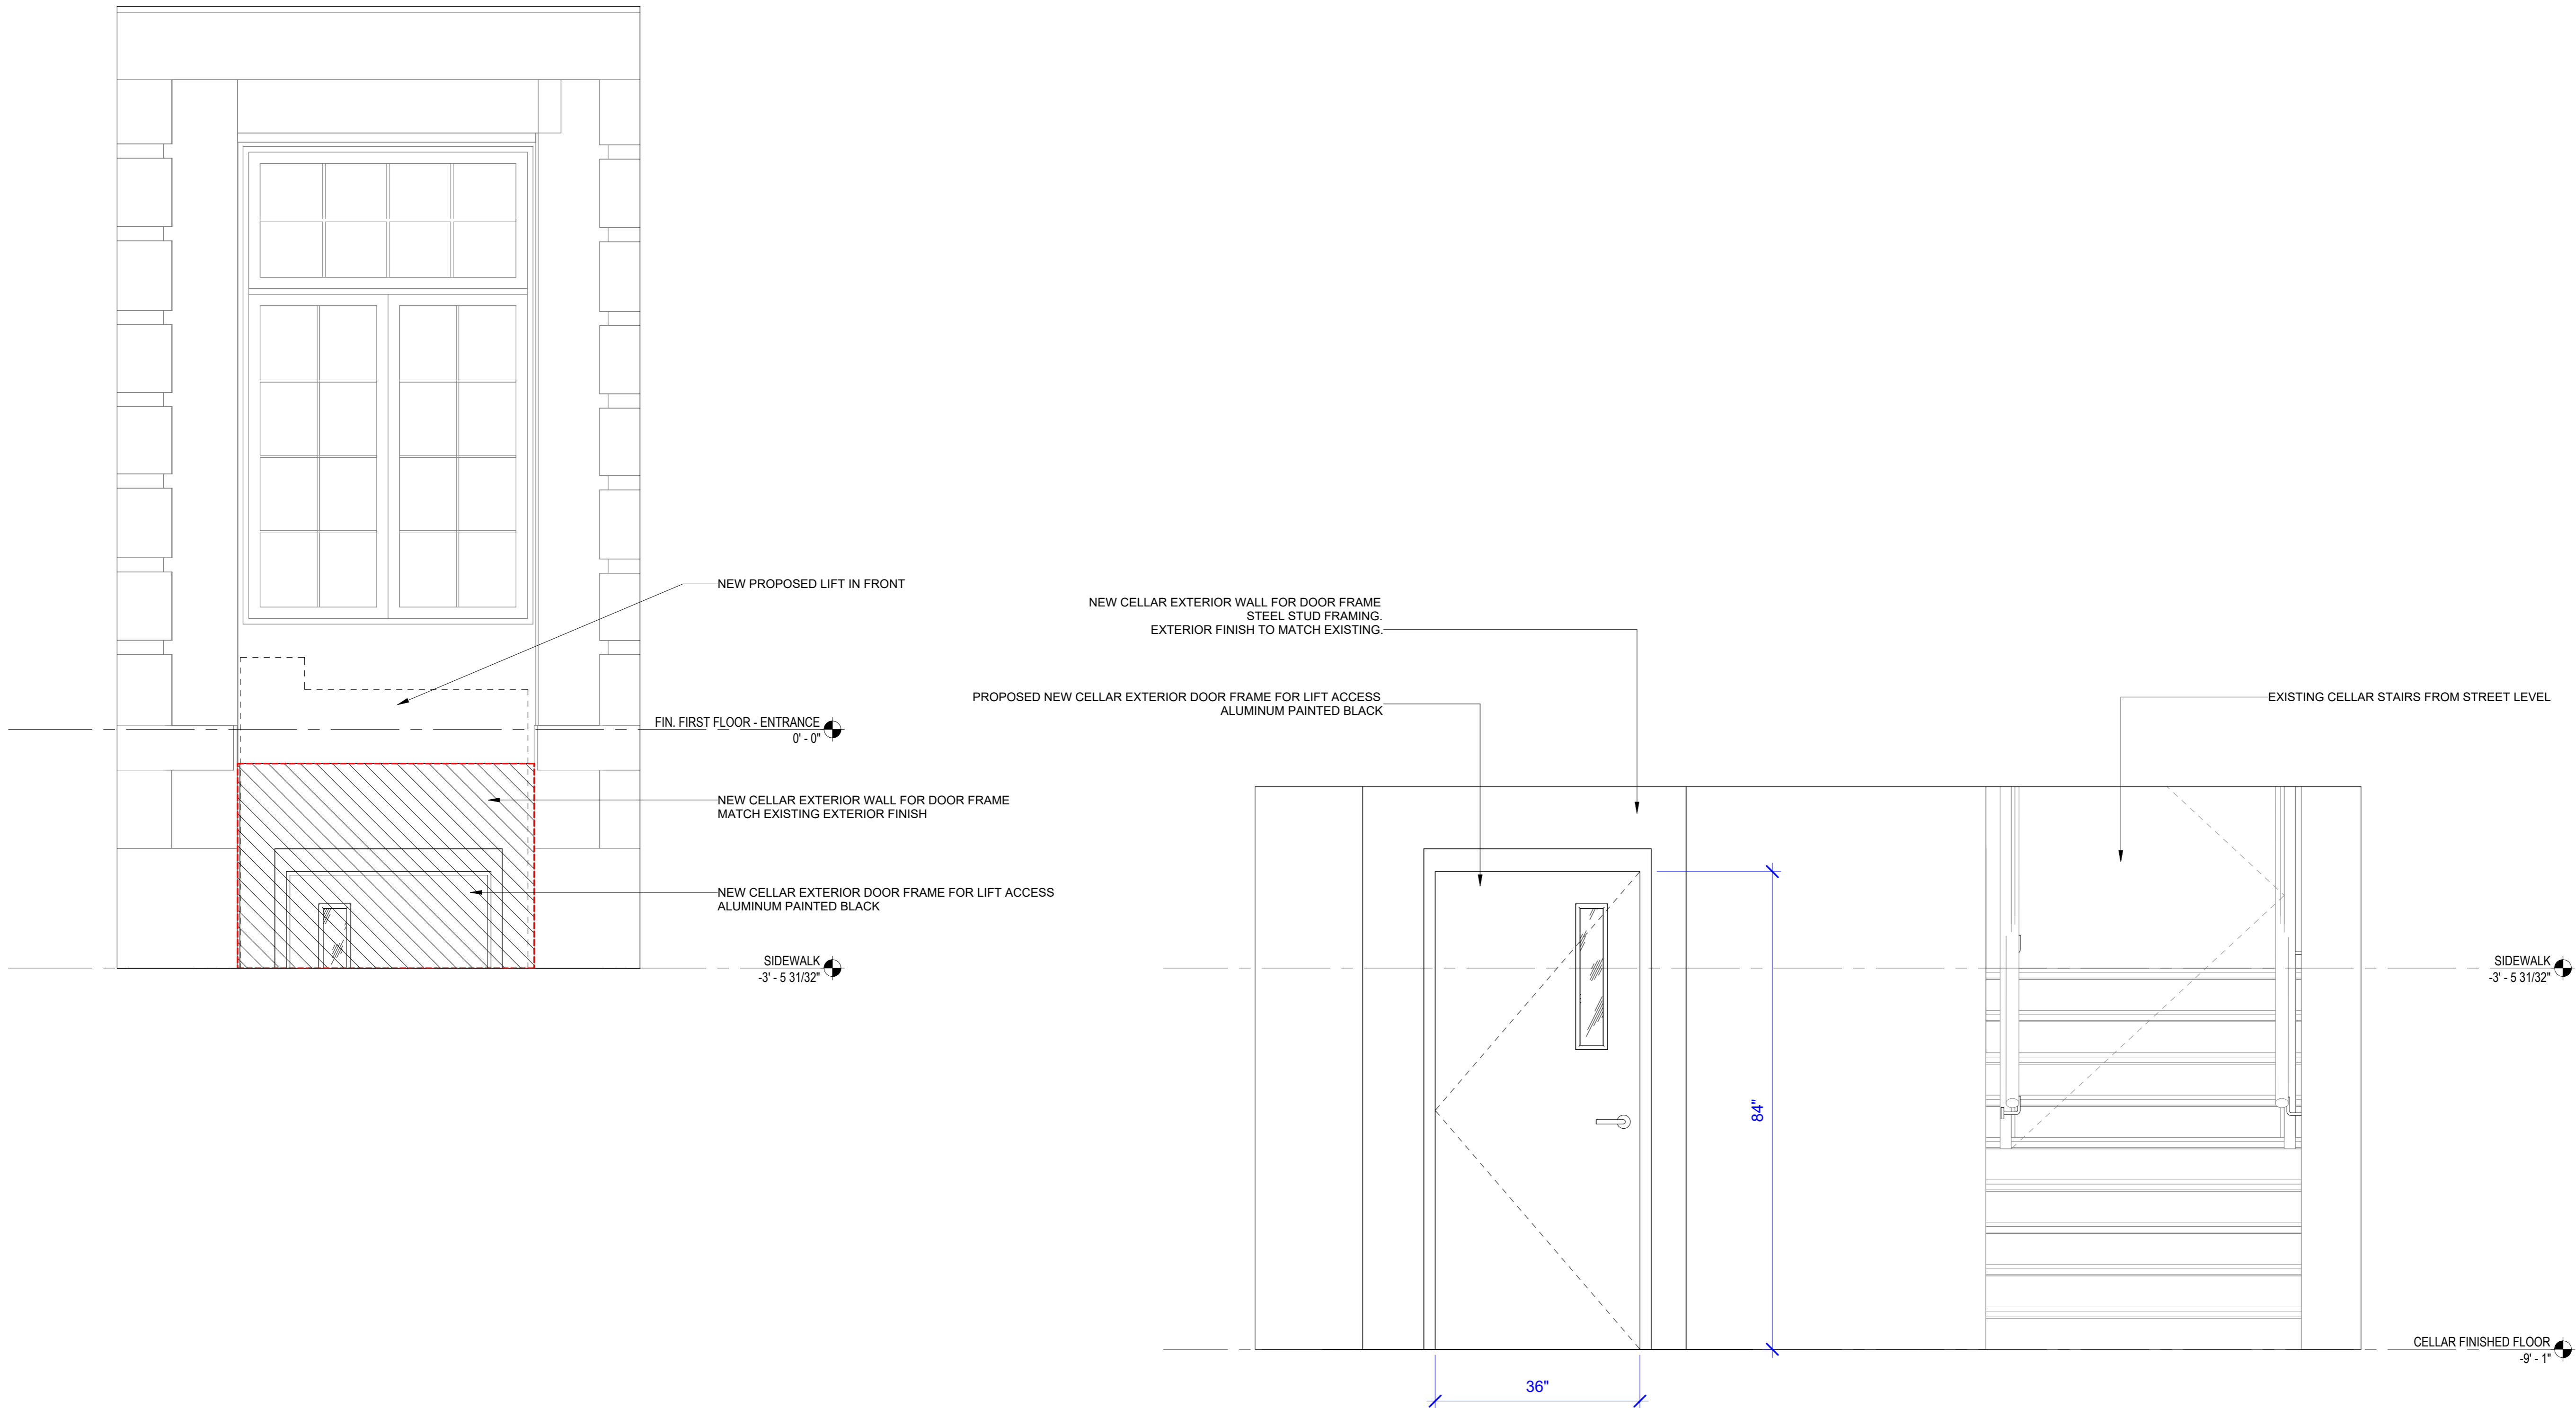 NEW PROPOSED LIFT IN FRONT
FIN. FIRST FLOOR - ENTRANCE
0' - 0"
NEW CELLAR EXTERIOR WALL FOR DOOR FRAME
MATCH EXISTING EXTERIOR FINISH
NEW CELLAR EXTERIOR DOOR FRAME FOR LIFT ACCESS
ALUMINUM PAINTED BLACK
SIDEWALK
-3' - 5 31/32"
NEW CELLAR EXTERIOR WALL FOR DOOR FRAME
STEEL STUD FRAMING.
EXTERIOR FINISH TO MATCH EXISTING.
PROPOSED NEW CELLAR EXTERIOR DOOR FRAME FOR LIFT ACCESS
ALUMINUM PAINTED BLACK
EXISTING CELLAR STAIRS FROM STREET LEVEL
SIDEWALK
-3' - 5 31/32"
84"
CELLAR FINISHED FLOOR
-9' - 1"
36"